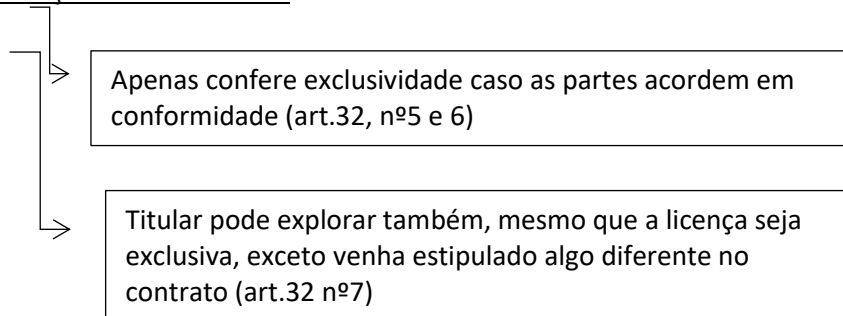 Apenas confere exclusividade caso as partes acordem em
conformidade (art.32, nº5 e 6)
Titular pode explorar também, mesmo que a licença seja
exclusiva, exceto venha estipulado algo diferente no
contrato (art.32 nº7)